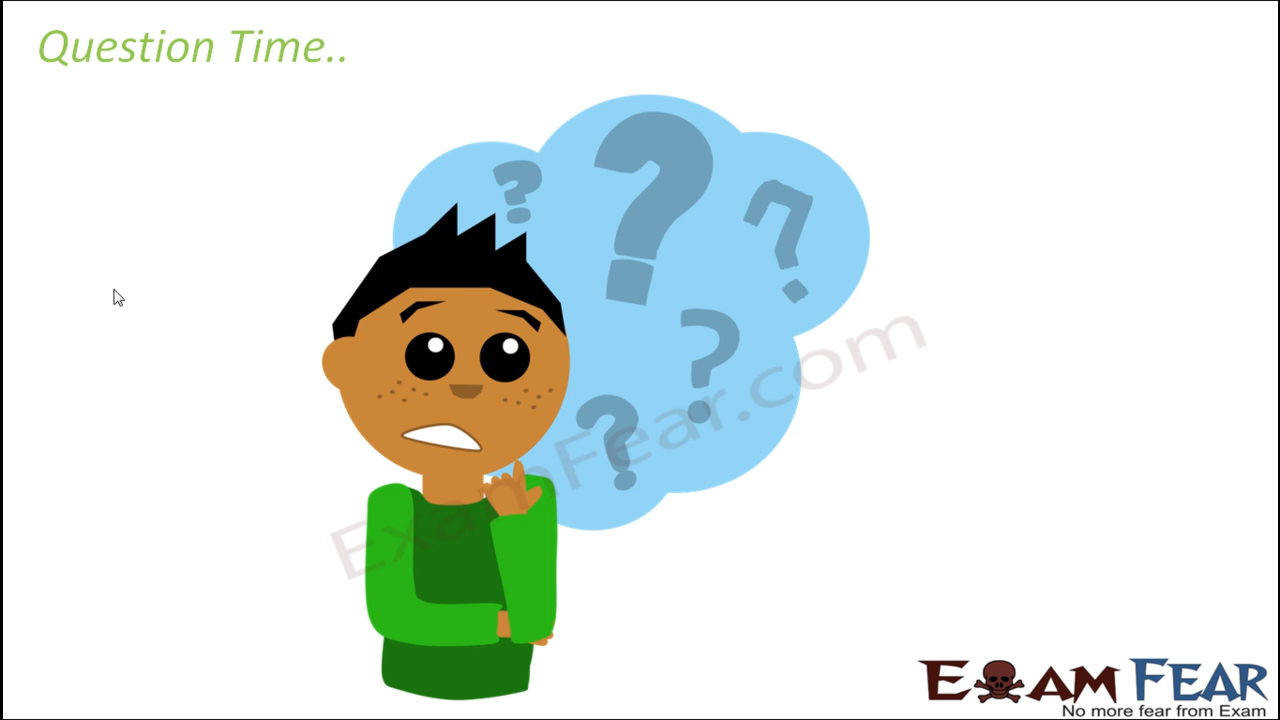 Question Time..
? ? ?
?
?
ExamFear.com
EXAM FEAR
No more fear from Exam